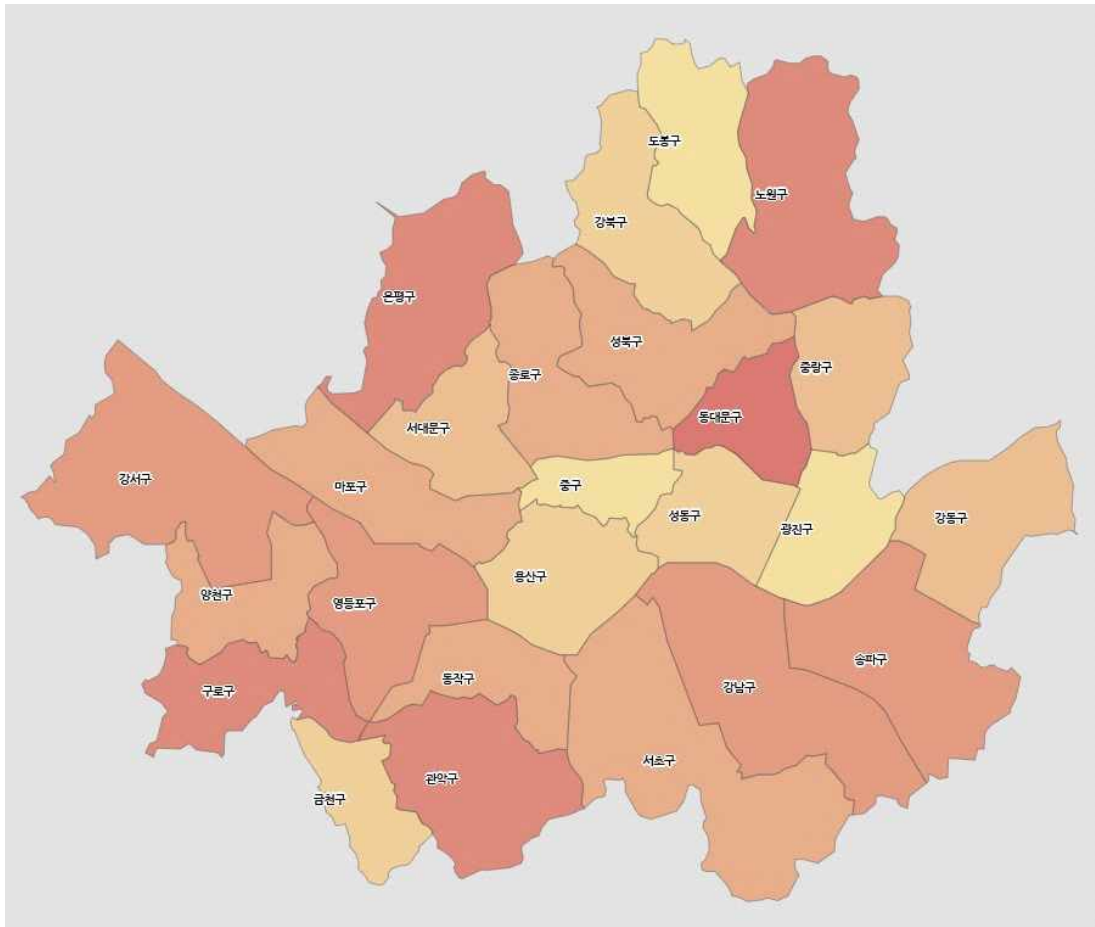 도봉구
노원구
강북구
은평구
성북구
종로구
중랑구
동대문구
서대문구
강서구
마포구
중구
성동구
강동구
광진구
용산구
양천구
영등포구
송파구
동작구
강남구
구로구
서초구
관악구
금천구